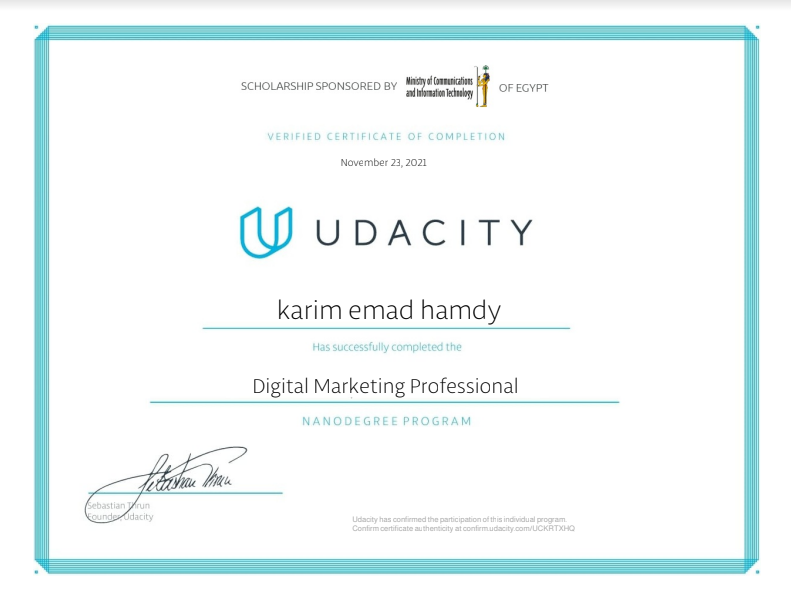 SCHOLARSHIP SPONSORED BY Ministry of Communications and Information Technology OF EGYPT
VERIFIED CERTIFICATE OF COMPLETION
November 23, 2021
UDACITY
karim emad hamdy
Has successfully completed the
Digital Marketing Professional
NANODEGREE PROGRAM
Sebastian Thrun
Sebastian Thrun
Founder, Udacity
Udacity has confirmed the participation of this individual program.
Confirm certificate authenticity at confirm.udacity.com/UCKRTXHQ